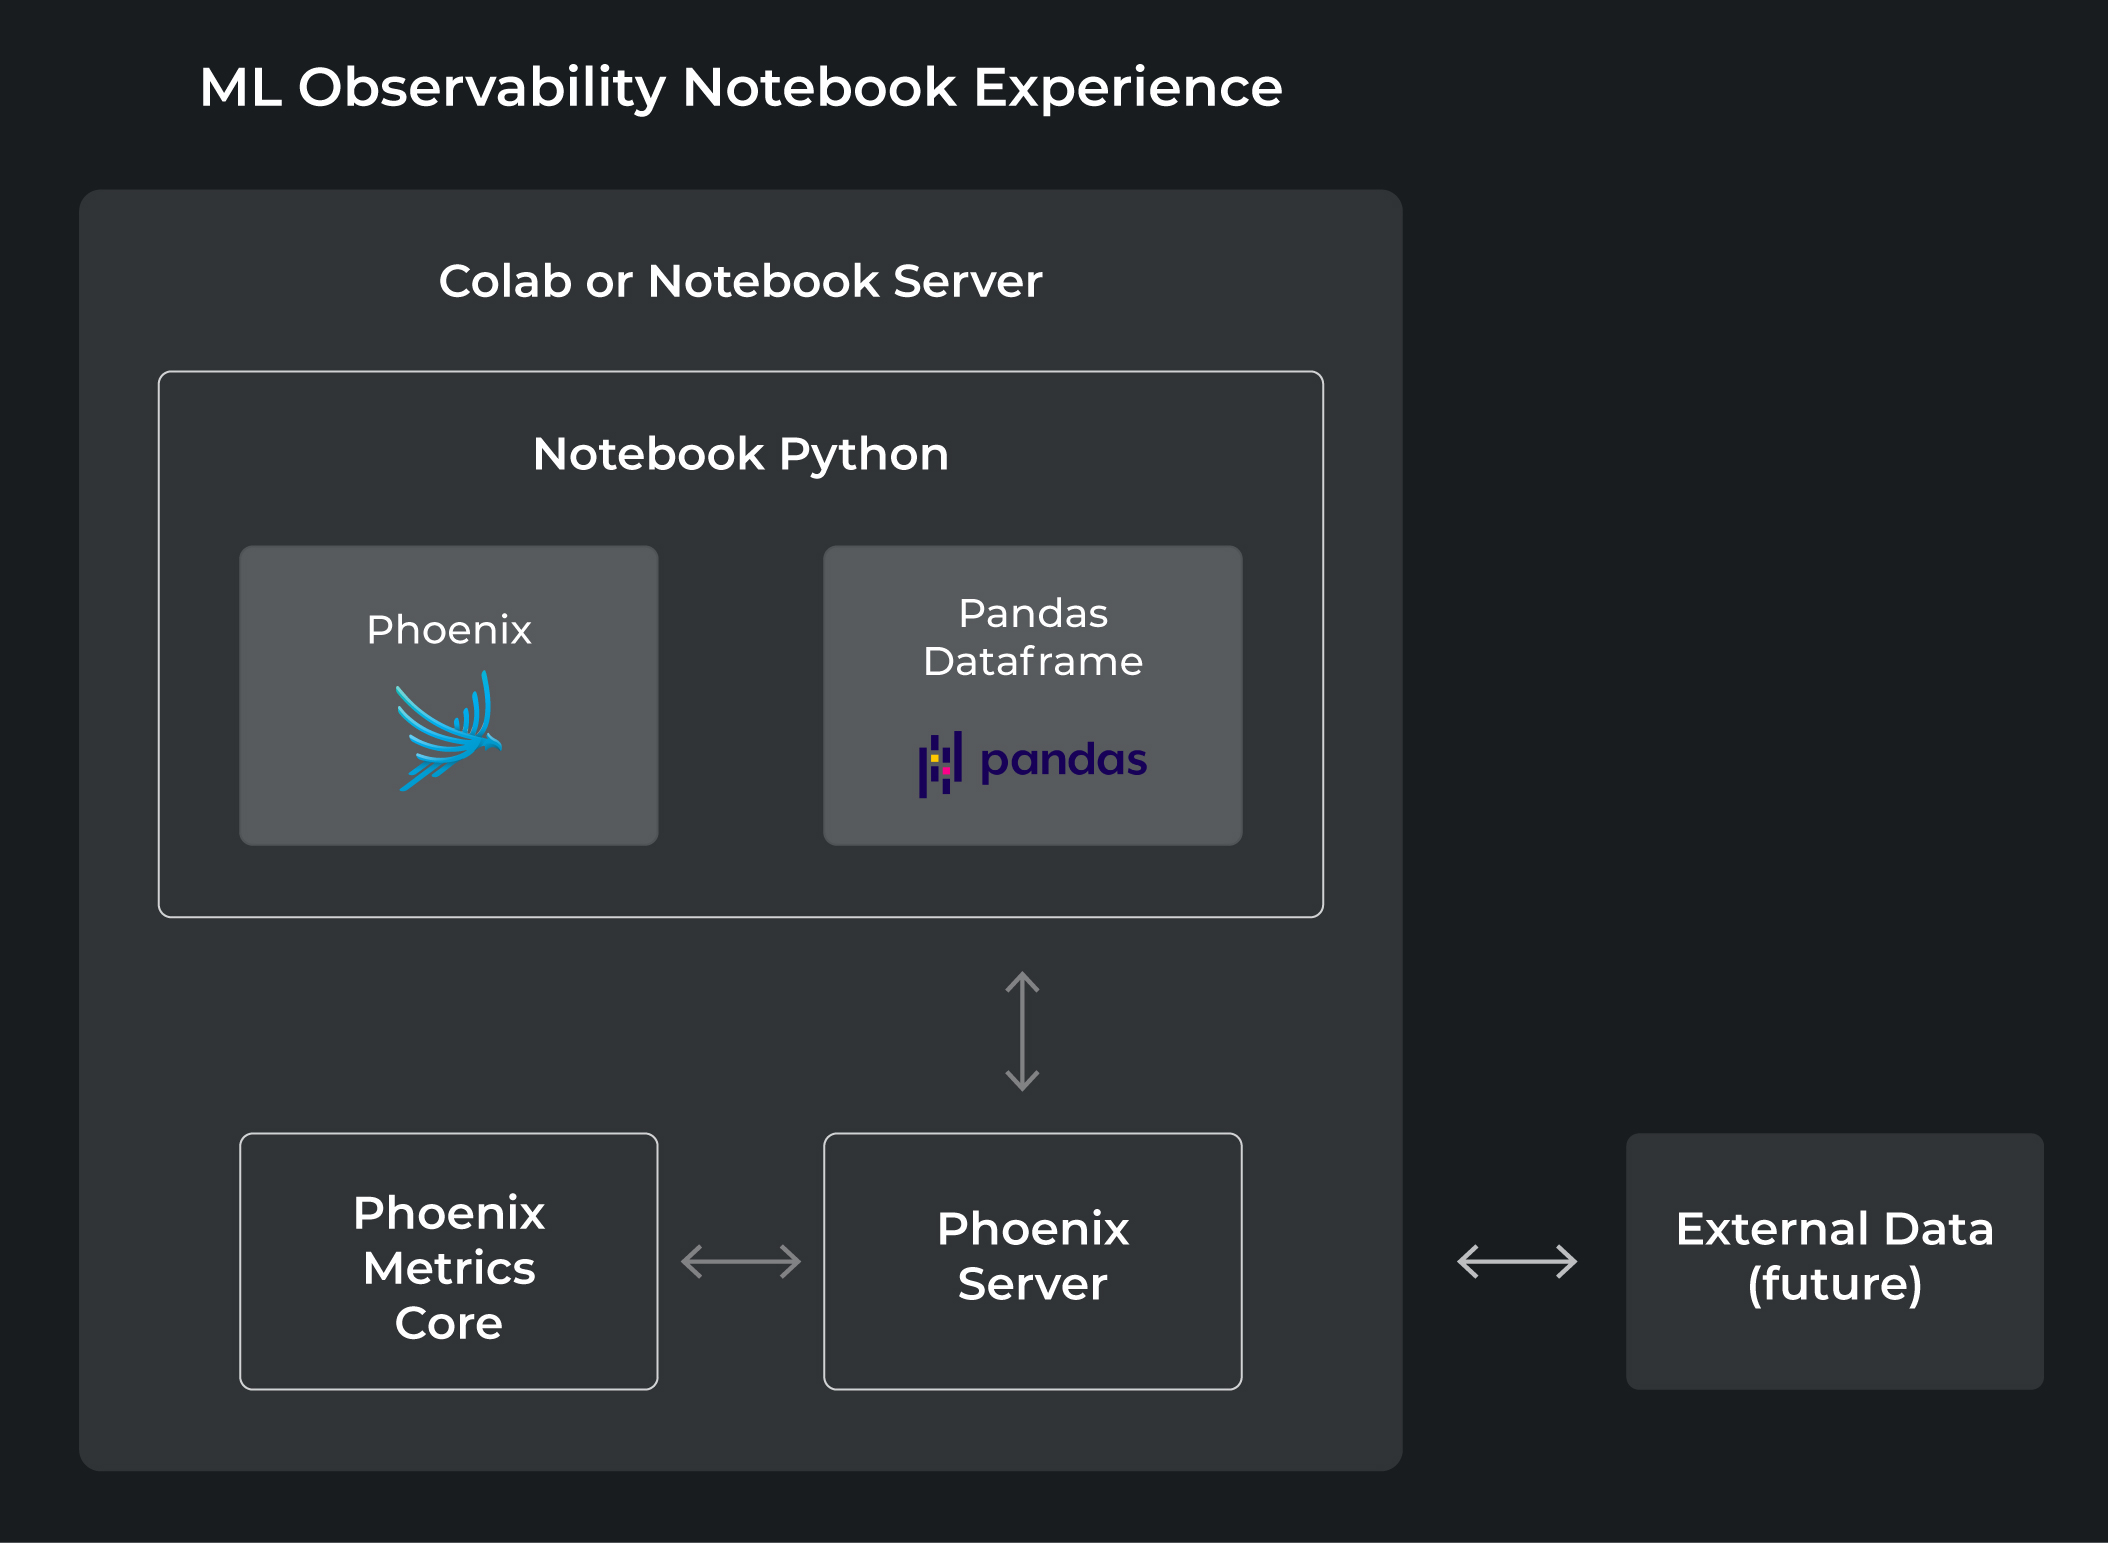 ML Observability Notebook Experience
Colab or Notebook Server
Notebook Python
Phoenix
Pandas
Dataframe
pandas
Phoenix
Metrics
Core
Phoenix
Server
External Data
(future)